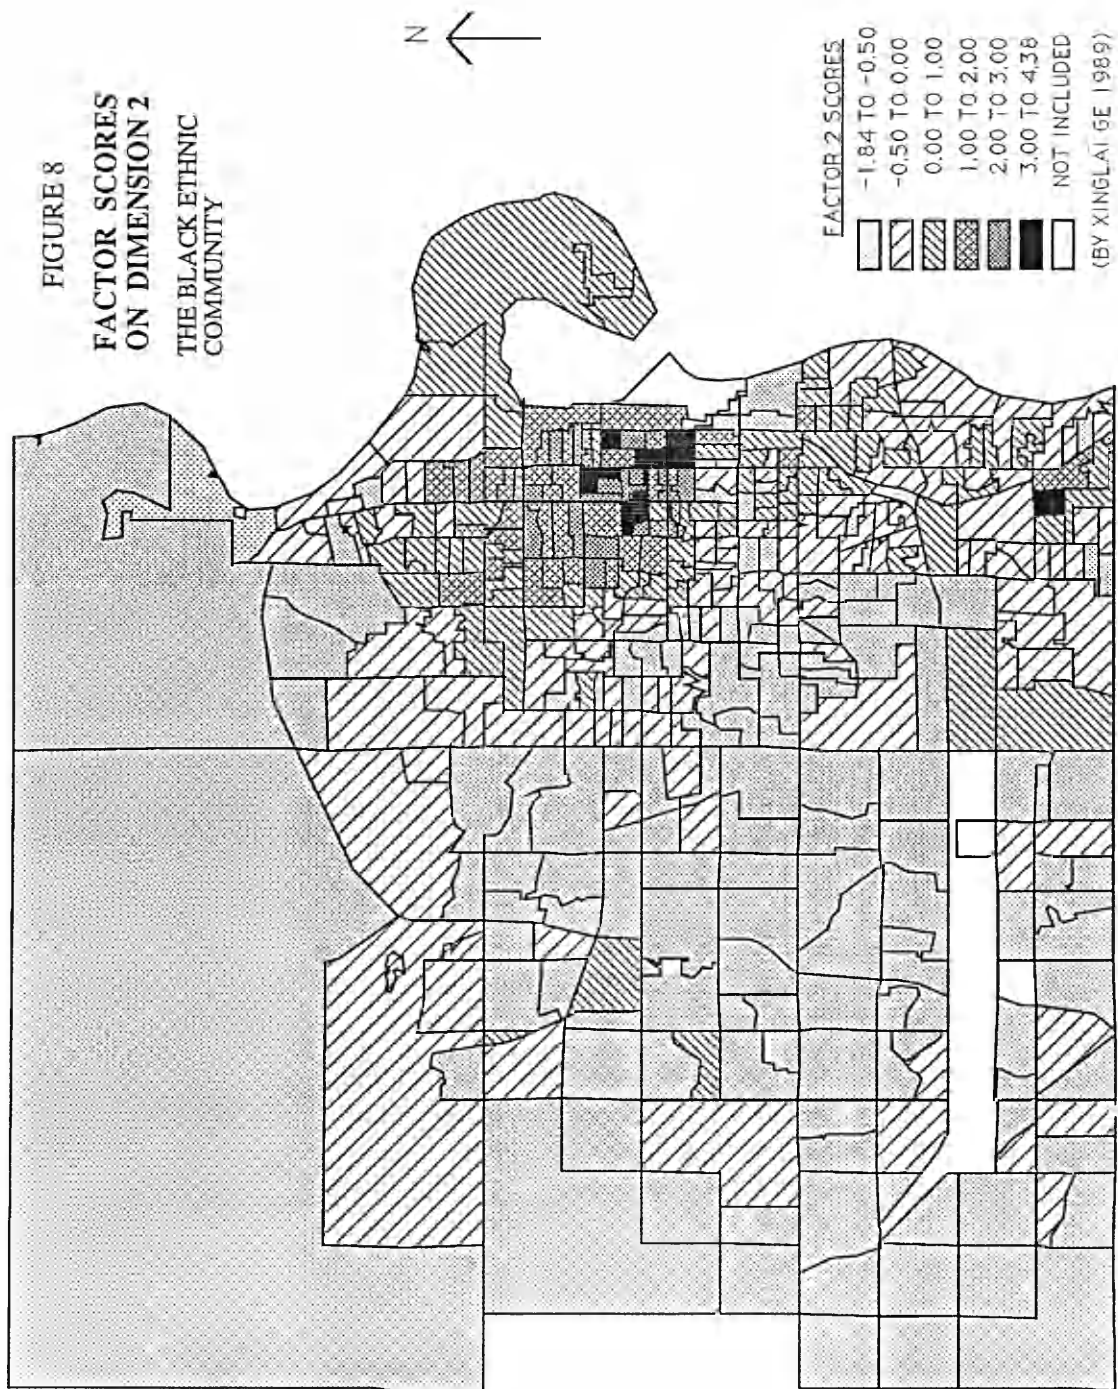 FIGURE 8
FACTOR SCORES
ON DIMENSION 2
THE BLACK ETHNIC
COMMUNITY
N
FACTOR 2 SCORES
-1.84 TO -0.50
-0.50 TO 0.00
0.00 TO 1.00
1.00 TO 2.00
2.00 TO 3.00
3.00 TO 4.38
NOT INCLUDED
(BY XINGLAI GE 1989)